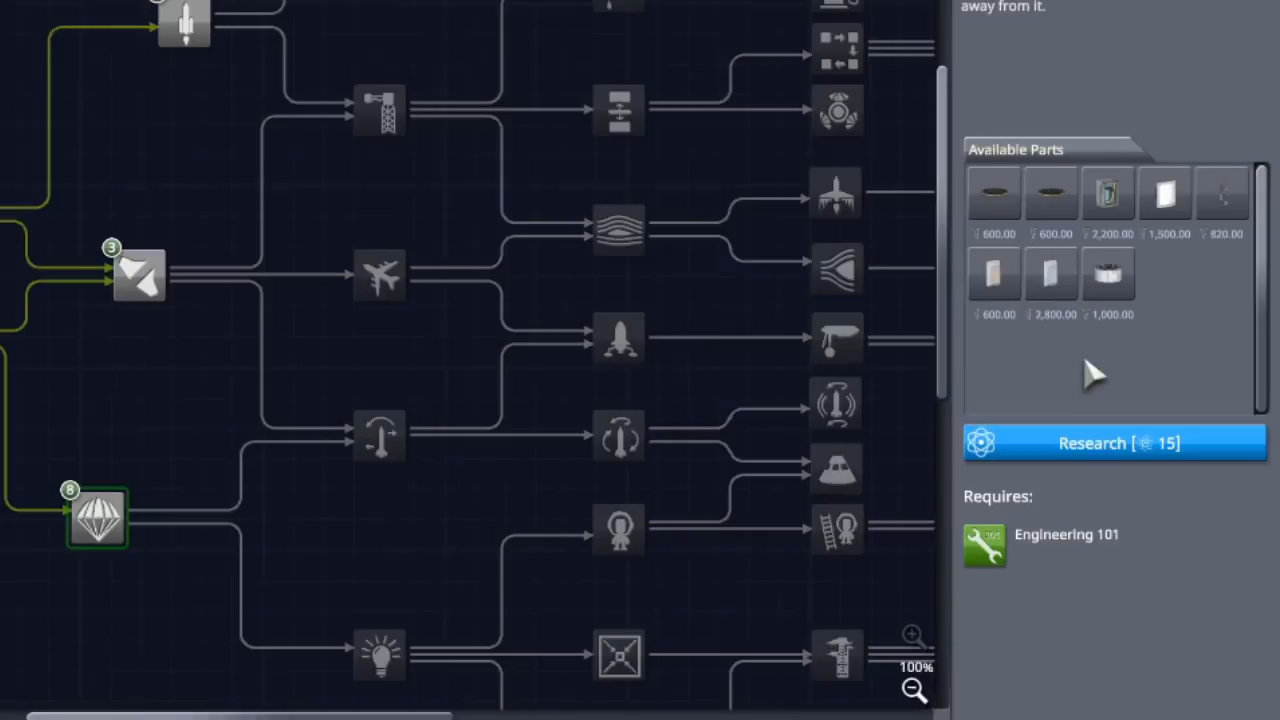 away from it.
Available Parts
600.00 600.00 2,200.00 1,500.00 820.00
600.00 2,800.00 1,000.00
3
8
Research [ 15]
Requires:
101
Engineering 101
100%